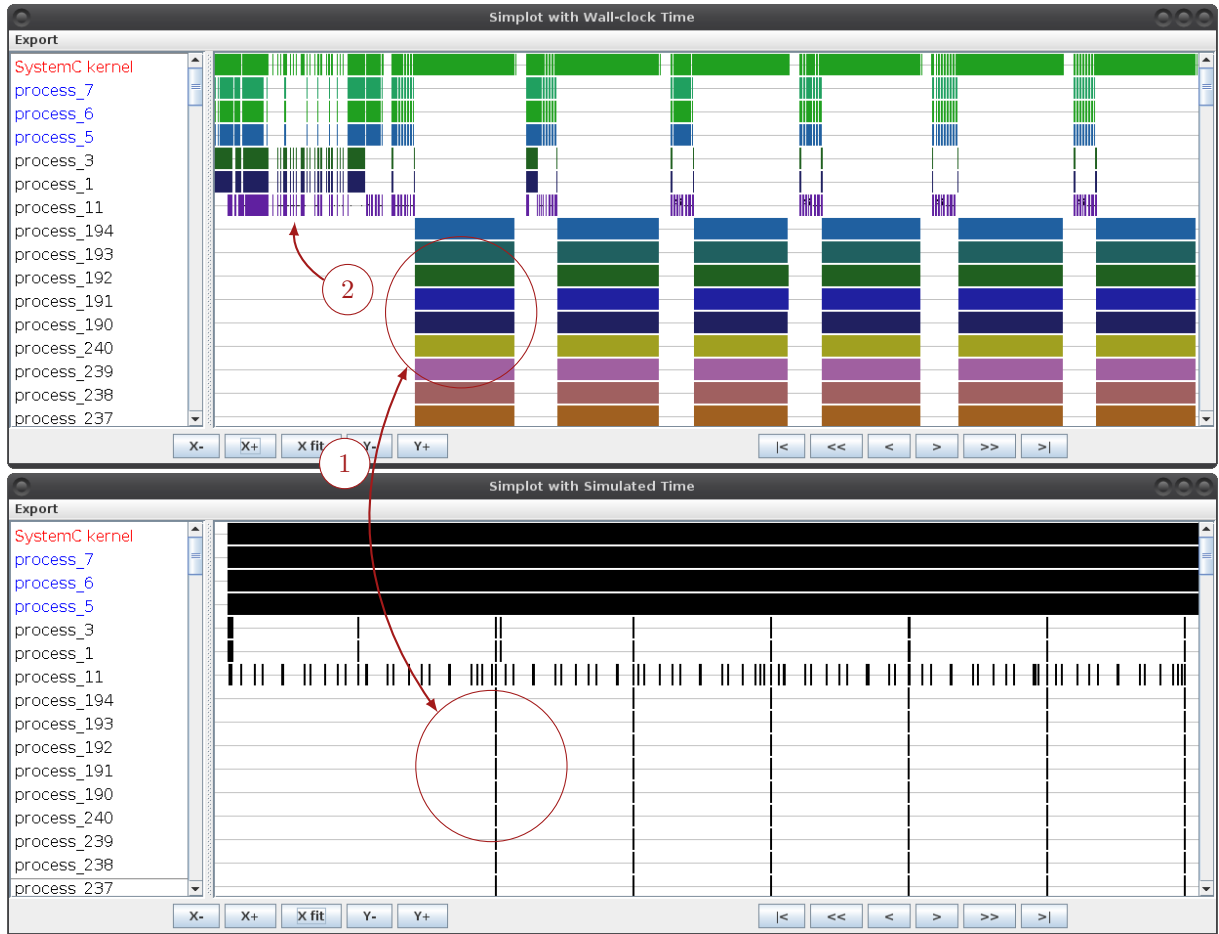 Simplot with Wall-clock Time
Export
SystemC kernel
process_7
process_6
process_5
process_3
process_1
process_11
process_194
process_193
process_192
process_191
process_190
process_240
process_239
process_238
process_237
2
X- X+ X fit Y- Y+ |< << < > >> >|
1
Simplot with Simulated Time
Export
SystemC kernel
process_7
process_6
process_5
process_3
process_1
process_11
process_194
process_193
process_192
process_191
process_190
process_240
process_239
process_238
process_237
X- X+ X fit Y- Y+ |< << < > >> >|